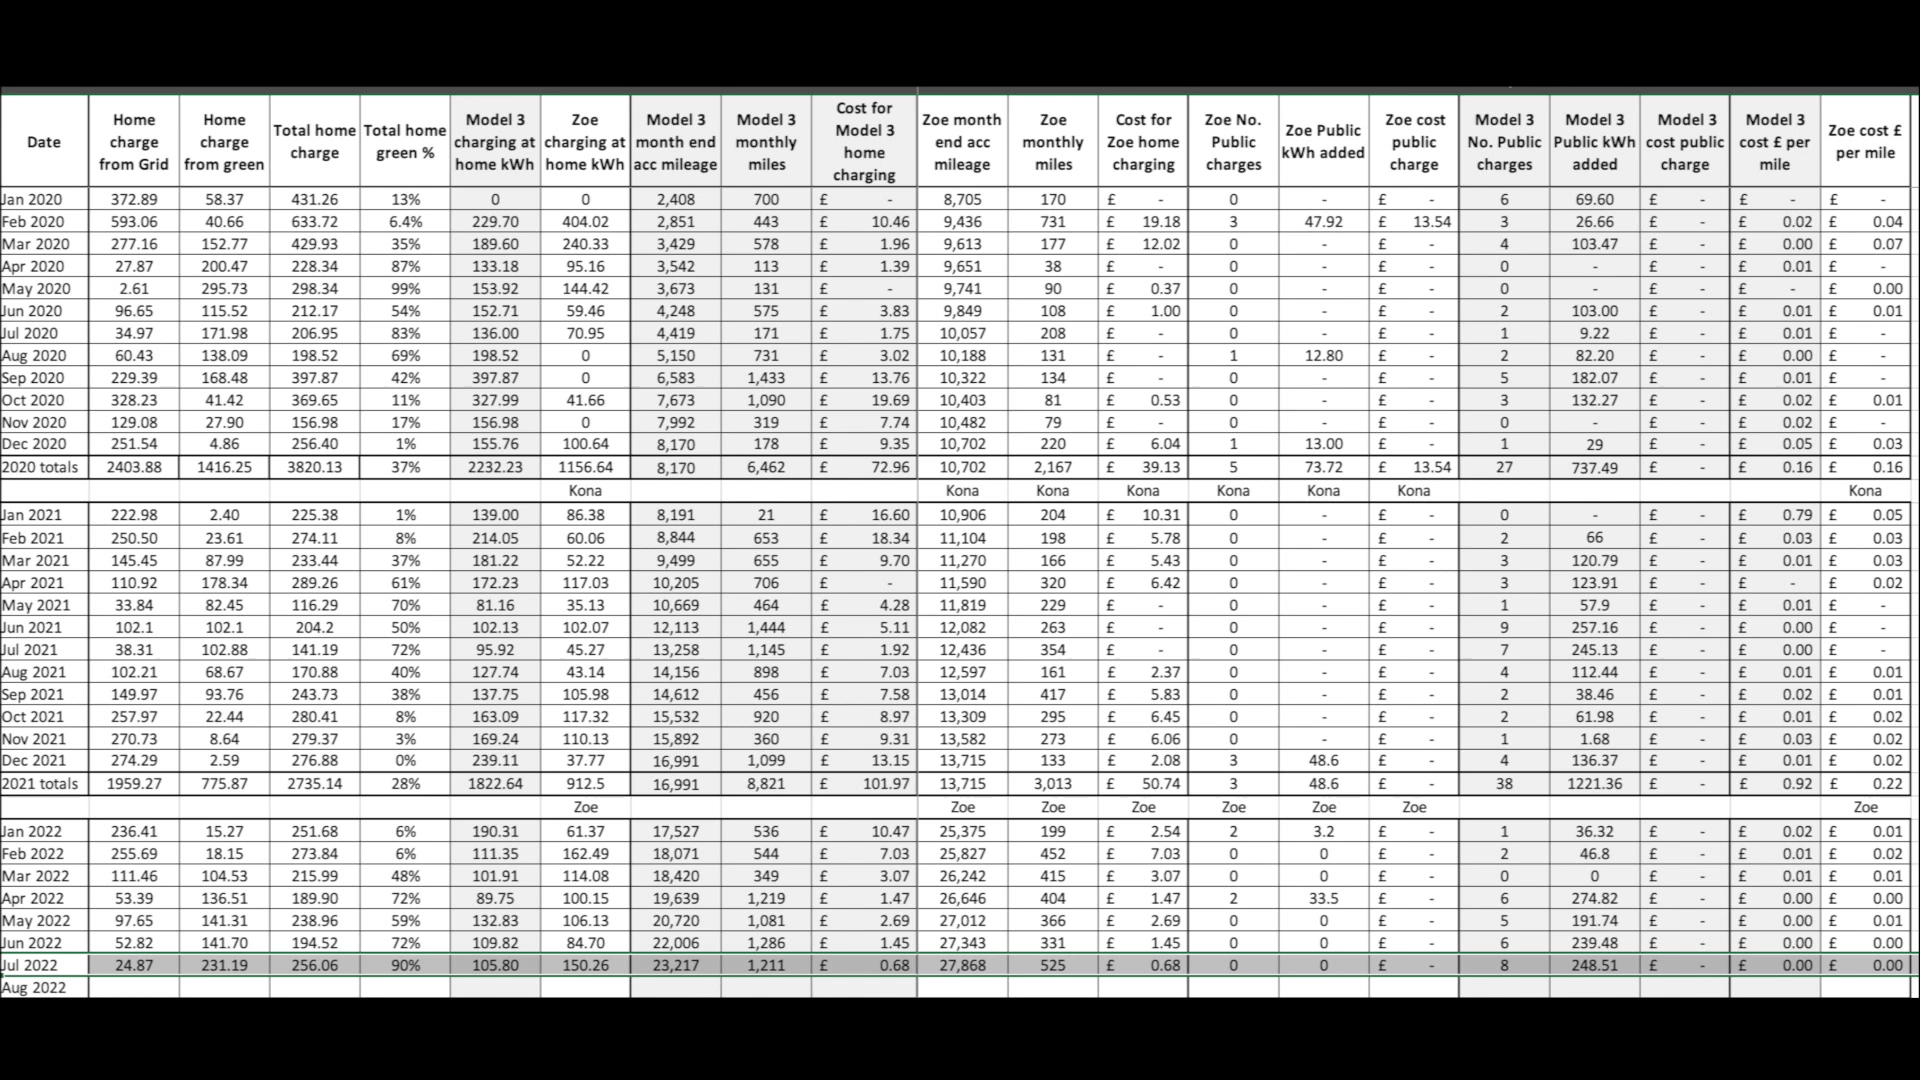 Date | Home charge from Grid | Home charge from green | Total home charge | Total home green % | Model 3 charging at home kWh | Zoe charging at home kWh | Model 3 month end acc mileage | Model 3 monthly miles | Cost for Model 3 home charging | Zoe month end acc mileage | Zoe monthly miles | Cost for Zoe home charging | Zoe No. Public charges | Zoe Public kWh added | Zoe cost public charge | Model 3 No. Public charges | Model 3 Public kWh added | Model 3 cost public charge | Model 3 cost £ per mile | Zoe cost £ per mile
Jan 2020 372.89 58.37 431.26 13% 0 0 2,408 700 £ - 8,705 170 £ - 0 - £ - 6 69.60 £ - £ - £ -
Feb 2020 593.06 40.66 633.72 6.4% 229.70 404.02 2,851 443 £ 10.46 9,436 731 £ 19.18 3 47.92 £ 13.54 3 26.66 £ - £ 0.02 £ 0.04
Mar 2020 277.16 152.77 429.93 35% 189.60 240.33 3,429 578 £ 1.96 9,613 177 £ 12.02 0 - £ - 4 103.47 £ - £ 0.00 £ 0.07
Apr 2020 27.87 200.47 228.34 87% 133.18 95.16 3,542 113 £ 1.39 9,651 38 £ - 0 - £ - 0 - £ - £ 0.01 £ -
May 2020 2.61 295.73 298.34 99% 153.92 144.42 3,673 131 £ - 9,741 90 £ 0.37 0 - £ - 0 - £ - £ - £ 0.00
Jun 2020 96.65 115.52 212.17 54% 152.71 59.46 4,248 575 £ 3.83 9,849 108 £ 1.00 0 - £ - 2 103.00 £ - £ 0.01 £ 0.01
Jul 2020 34.97 171.98 206.95 83% 136.00 70.95 4,419 171 £ 1.75 10,057 208 £ - 0 - £ - 1 9.22 £ - £ 0.01 £ -
Aug 2020 60.43 138.09 198.52 69% 198.52 0 5,150 731 £ 3.02 10,188 131 £ - 1 12.80 £ - 2 82.20 £ - £ 0.00 £ -
Sep 2020 229.39 168.48 397.87 42% 397.87 0 6,583 1,433 £ 13.76 10,322 134 £ - 0 - £ - 5 182.07 £ - £ 0.01 £ -
Oct 2020 328.23 41.42 369.65 11% 327.99 41.66 7,673 1,090 £ 19.69 10,403 81 £ 0.53 0 - £ - 3 132.27 £ - £ 0.02 £ 0.01
Nov 2020 129.08 27.90 156.98 17% 156.98 0 7,992 319 £ 7.74 10,482 79 £ - 0 - £ - 0 - £ - £ 0.02 £ -
Dec 2020 251.54 4.86 256.40 1% 155.76 100.64 8,170 178 £ 9.35 10,702 220 £ 6.04 1 13.00 £ - 1 29 £ - £ 0.05 £ 0.03
2020 totals 2403.88 1416.25 3820.13 37% 2232.23 1156.64 8,170 6,462 £ 72.96 10,702 2,167 £ 39.13 5 73.72 £ 13.54 27 737.49 £ - £ 0.16 £ 0.16
Kona Kona Kona Kona Kona Kona Kona Kona
Jan 2021 222.98 2.40 225.38 1% 139.00 86.38 8,191 21 £ 16.60 10,906 204 £ 10.31 0 - £ - 0 - £ - £ 0.79 £ 0.05
Feb 2021 250.50 23.61 274.11 8% 214.05 60.06 8,844 653 £ 18.34 11,104 198 £ 5.78 0 - £ - 2 66 £ - £ 0.03 £ 0.03
Mar 2021 145.45 87.99 233.44 37% 181.22 52.22 9,499 655 £ 9.70 11,270 166 £ 5.43 0 - £ - 3 120.79 £ - £ 0.01 £ 0.03
Apr 2021 110.92 178.34 289.26 61% 172.23 117.03 10,205 706 £ - 11,590 320 £ 6.42 0 - £ - 3 123.91 £ - £ - £ 0.02
May 2021 33.84 82.45 116.29 70% 81.16 35.13 10,669 464 £ 4.28 11,819 229 £ - 0 - £ - 1 57.9 £ - £ 0.01 £ -
Jun 2021 102.1 102.1 204.2 50% 102.13 102.07 12,113 1,444 £ 5.11 12,082 263 £ - 0 - £ - 9 257.16 £ - £ 0.00 £ -
Jul 2021 38.31 102.88 141.19 72% 95.92 45.27 13,258 1,145 £ 1.92 12,436 354 £ - 0 - £ - 7 245.13 £ - £ 0.00 £ -
Aug 2021 102.21 68.67 170.88 40% 127.74 43.14 14,156 898 £ 7.03 12,597 161 £ 2.37 0 - £ - 4 112.44 £ - £ 0.01 £ 0.01
Sep 2021 149.97 93.76 243.73 38% 137.75 105.98 14,612 456 £ 7.58 13,014 417 £ 5.83 0 - £ - 2 38.46 £ - £ 0.02 £ 0.01
Oct 2021 257.97 22.44 280.41 8% 163.09 117.32 15,532 920 £ 8.97 13,309 295 £ 6.45 0 - £ - 2 61.98 £ - £ 0.01 £ 0.02
Nov 2021 270.73 8.64 279.37 3% 169.24 110.13 15,892 360 £ 9.31 13,582 273 £ 6.06 0 - £ - 1 1.68 £ - £ 0.03 £ 0.02
Dec 2021 274.29 2.59 276.88 0% 239.11 37.77 16,991 1,099 £ 13.15 13,715 133 £ 2.08 3 48.6 £ - 4 136.37 £ - £ 0.01 £ 0.02
2021 totals 1959.27 775.87 2735.14 28% 1822.64 912.5 16,991 8,821 £ 101.97 13,715 3,013 £ 50.74 3 48.6 £ - 38 1221.36 £ - £ 0.92 £ 0.22
Zoe Zoe Zoe Zoe Zoe Zoe Zoe Zoe
Jan 2022 236.41 15.27 251.68 6% 190.31 61.37 17,527 536 £ 10.47 25,375 199 £ 2.54 2 3.2 £ - 1 36.32 £ - £ 0.02 £ 0.01
Feb 2022 255.69 18.15 273.84 6% 111.35 162.49 18,071 544 £ 7.03 25,827 452 £ 7.03 0 0 £ - 2 46.8 £ - £ 0.01 £ 0.02
Mar 2022 111.46 104.53 215.99 48% 101.91 114.08 18,420 349 £ 3.07 26,242 415 £ 3.07 0 0 £ - 0 0 £ - £ 0.01 £ 0.01
Apr 2022 53.39 136.51 189.90 72% 89.75 100.15 19,639 1,219 £ 1.47 26,646 404 £ 1.47 2 33.5 £ - 6 274.82 £ - £ 0.00 £ 0.00
May 2022 97.65 141.31 238.96 59% 132.83 106.13 20,720 1,081 £ 2.69 27,012 366 £ 2.69 0 0 £ - 5 191.74 £ - £ 0.00 £ 0.01
Jun 2022 52.82 141.70 194.52 72% 109.82 84.70 22,006 1,286 £ 1.45 27,343 331 £ 1.45 0 0 £ - 6 239.48 £ - £ 0.00 £ 0.00
Jul 2022 24.87 231.19 256.06 90% 105.80 150.26 23,217 1,211 £ 0.68 27,868 525 £ 0.68 0 0 £ - 8 248.51 £ - £ 0.00 £ 0.00
Aug 2022